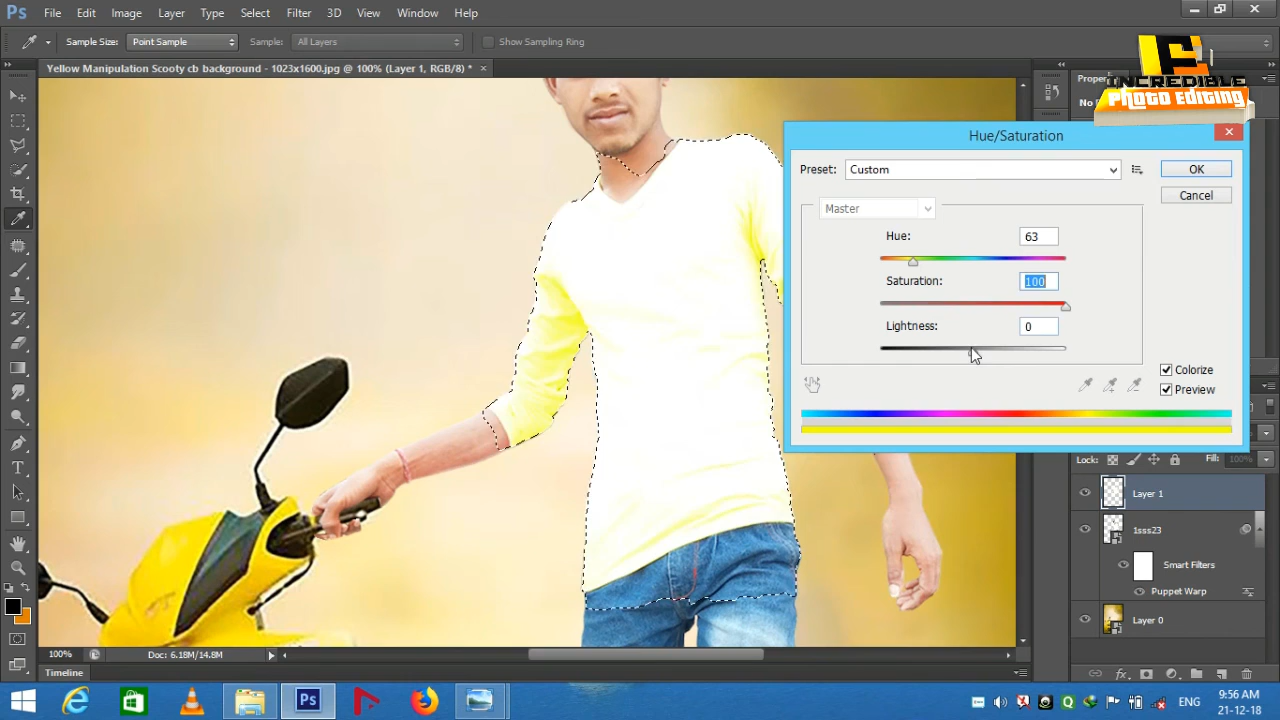 Ps File Edit Image Layer Type Select Filter 3D View Window Help
Sample Size: Point Sample Sample: All Layers Show Sampling Ring
Yellow Manipulation Scooty cb background - 1023x1600.jpg @ 100% (Layer 1, RGB/8) * ×
INCREDIBLE
Photo Editing
Hue/Saturation
Preset: Custom
OK
Cancel
Master
Hue: 63
Saturation: 100
Lightness: 0
Colorize
Preview
Lock: Fill: 100%
Layer 1
1sss23
Smart Filters
Puppet Warp
Layer 0
100% Doc: 6.18M/14.8M
Timeline
Ps
ENG
9:56 AM
21-12-18